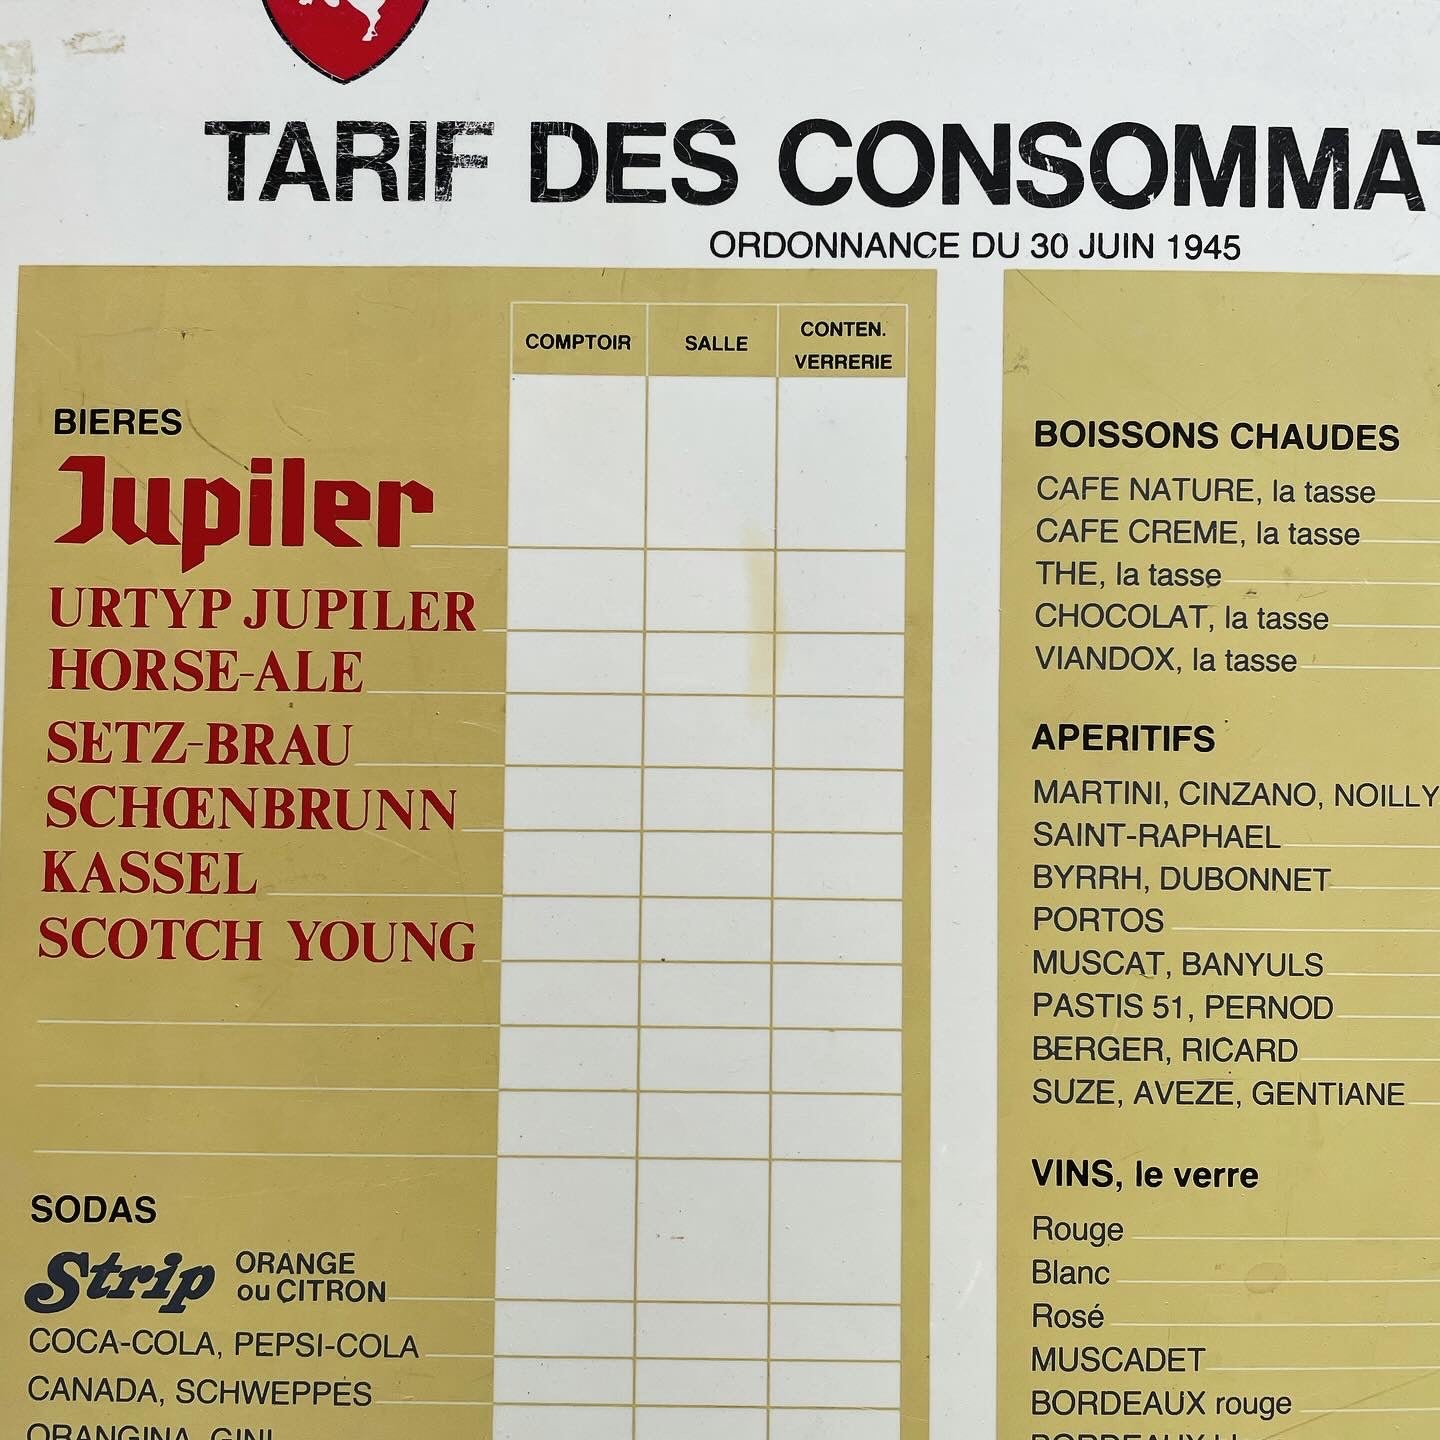 TARIF DES CONSOMMAT
ORDONNANCE DU 30 JUIN 1945
COMPTOIR
SALLE
CONTEN.
VERRERIE
BIERES
Jupiler
URTYP JUPILER
HORSE-ALE
SETZ-BRAU
SCHŒNBRUNN
KASSEL
SCOTCH YOUNG
SODAS
Strip ORANGE
ou CITRON
COCA-COLA, PEPSI-COLA
CANADA, SCHWEPPES
ORANGINA, GINI
BOISSONS CHAUDES
CAFE NATURE, la tasse
CAFE CREME, la tasse
THE, la tasse
CHOCOLAT, la tasse
VIANDOX, la tasse
APERITIFS
MARTINI, CINZANO, NOILLY
SAINT-RAPHAEL
BYRRH, DUBONNET
PORTOS
MUSCAT, BANYULS
PASTIS 51, PERNOD
BERGER, RICARD
SUZE, AVEZE, GENTIANE
VINS, le verre
Rouge
Blanc
Rosé
MUSCADET
BORDEAUX rouge
BORDEAUX